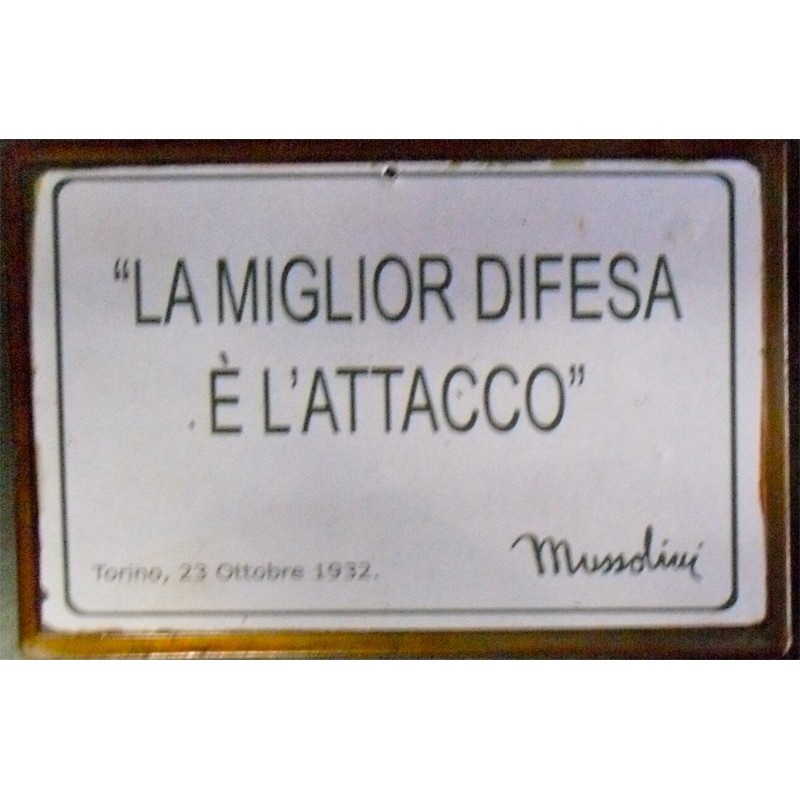 “LA MIGLIOR DIFESA
È L’ATTACCO”
Torino, 23 Ottobre 1932.
Mussolini